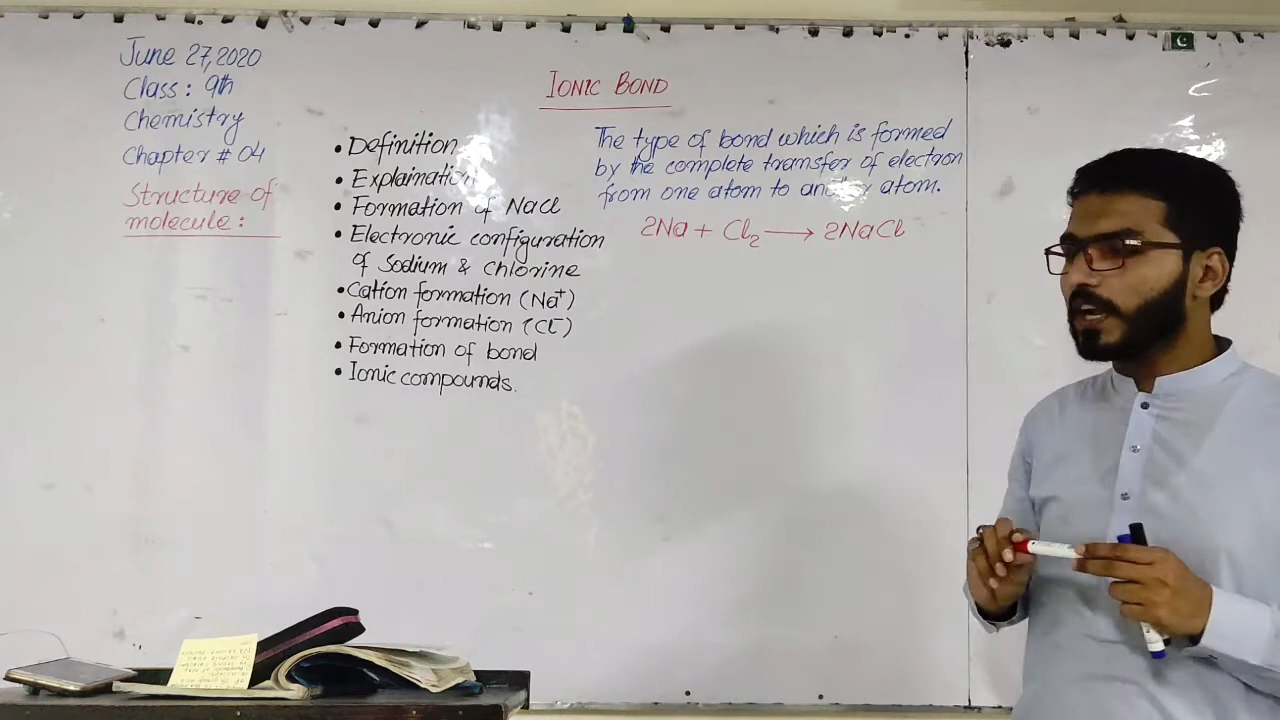 June 27, 2020
Class: 9th
Chemistry
Chapter # 04
Structure of
molecule:
IONIC BOND
• Definition
• Explaination
• Formation of NaCl
• Electronic configuration
of Sodium & Chlorine
• Cation formation (Na⁺)
• Anion formation (Cl⁻)
• Formation of bond
• Ionic compounds.
The type of bond which is formed
by the complete transfer of electron
from one atom to another atom.
2Na + Cl₂ ⟶ 2NaCl